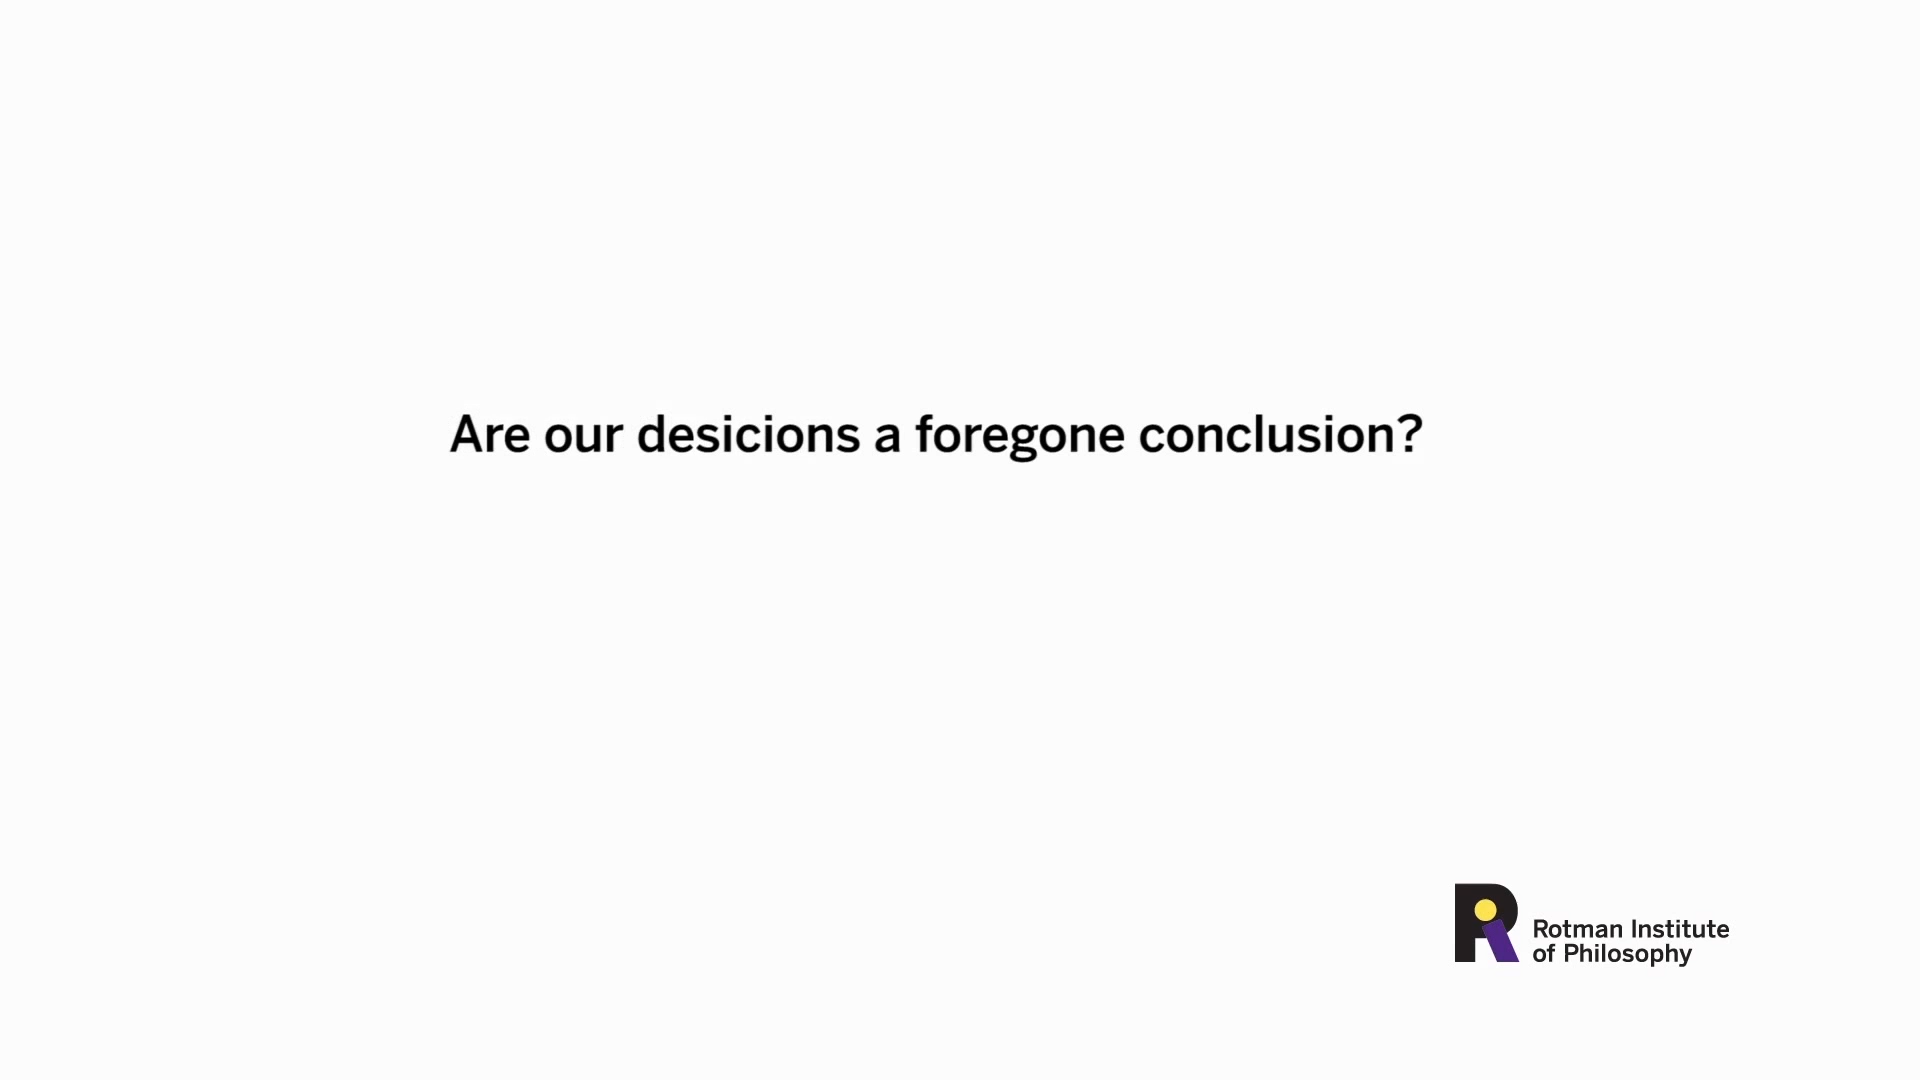 Are our desicions a foregone conclusion?
Rotman Institute
of Philosophy